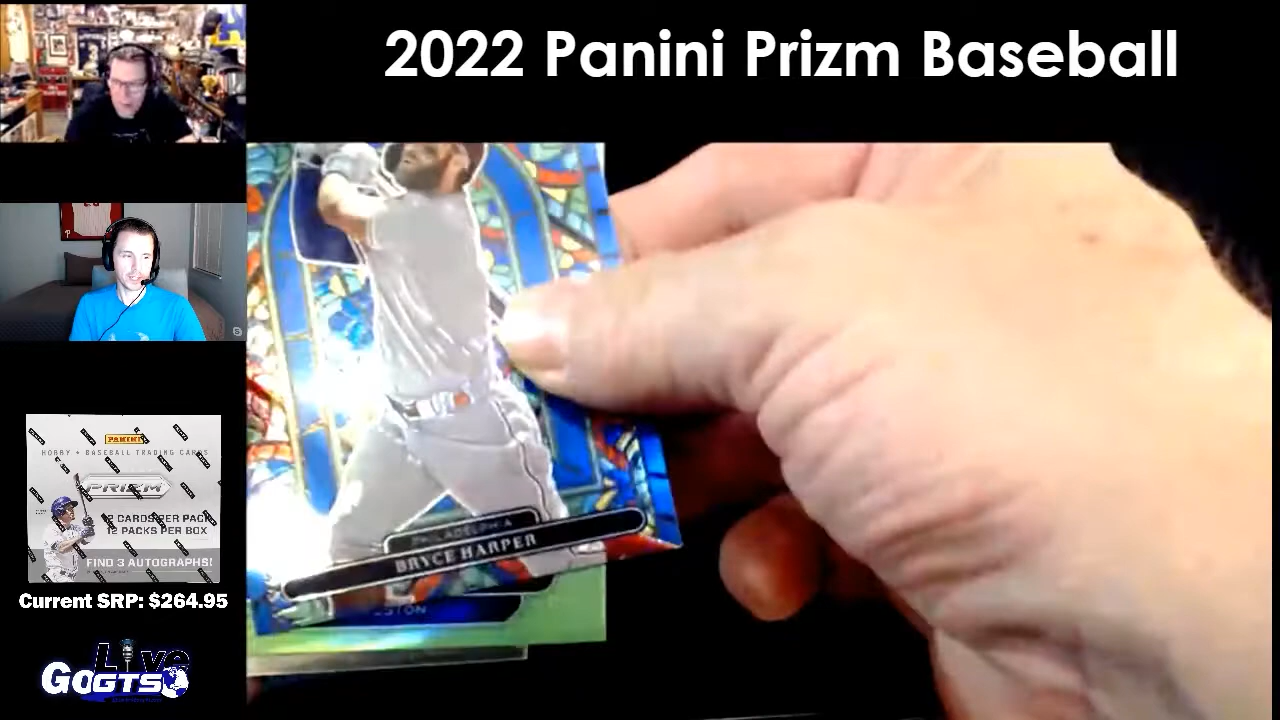 2022 Panini Prizm Baseball
PANINI
HOBBY • BASEBALL TRADING CARDS
PRIZM
CARDS PER PACK
12 PACKS PER BOX
FIND 3 AUTOGRAPHS!
Current SRP: $264.95
Live
GoGTS
PHILADELPHIA
BRYCE HARPER